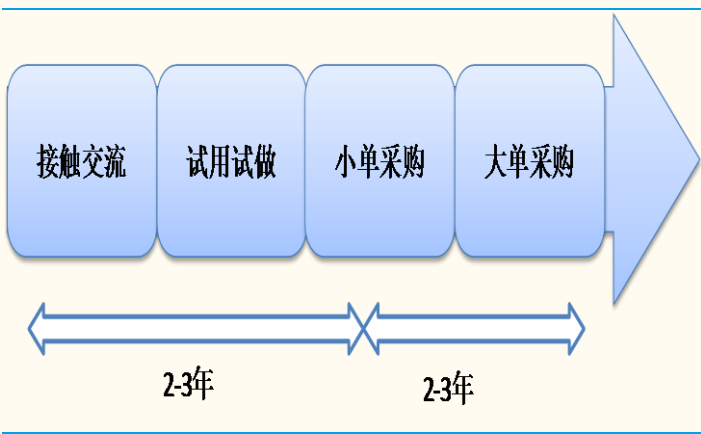 接触交流
试用试做
小单采购
大单采购
2-3年
2-3年